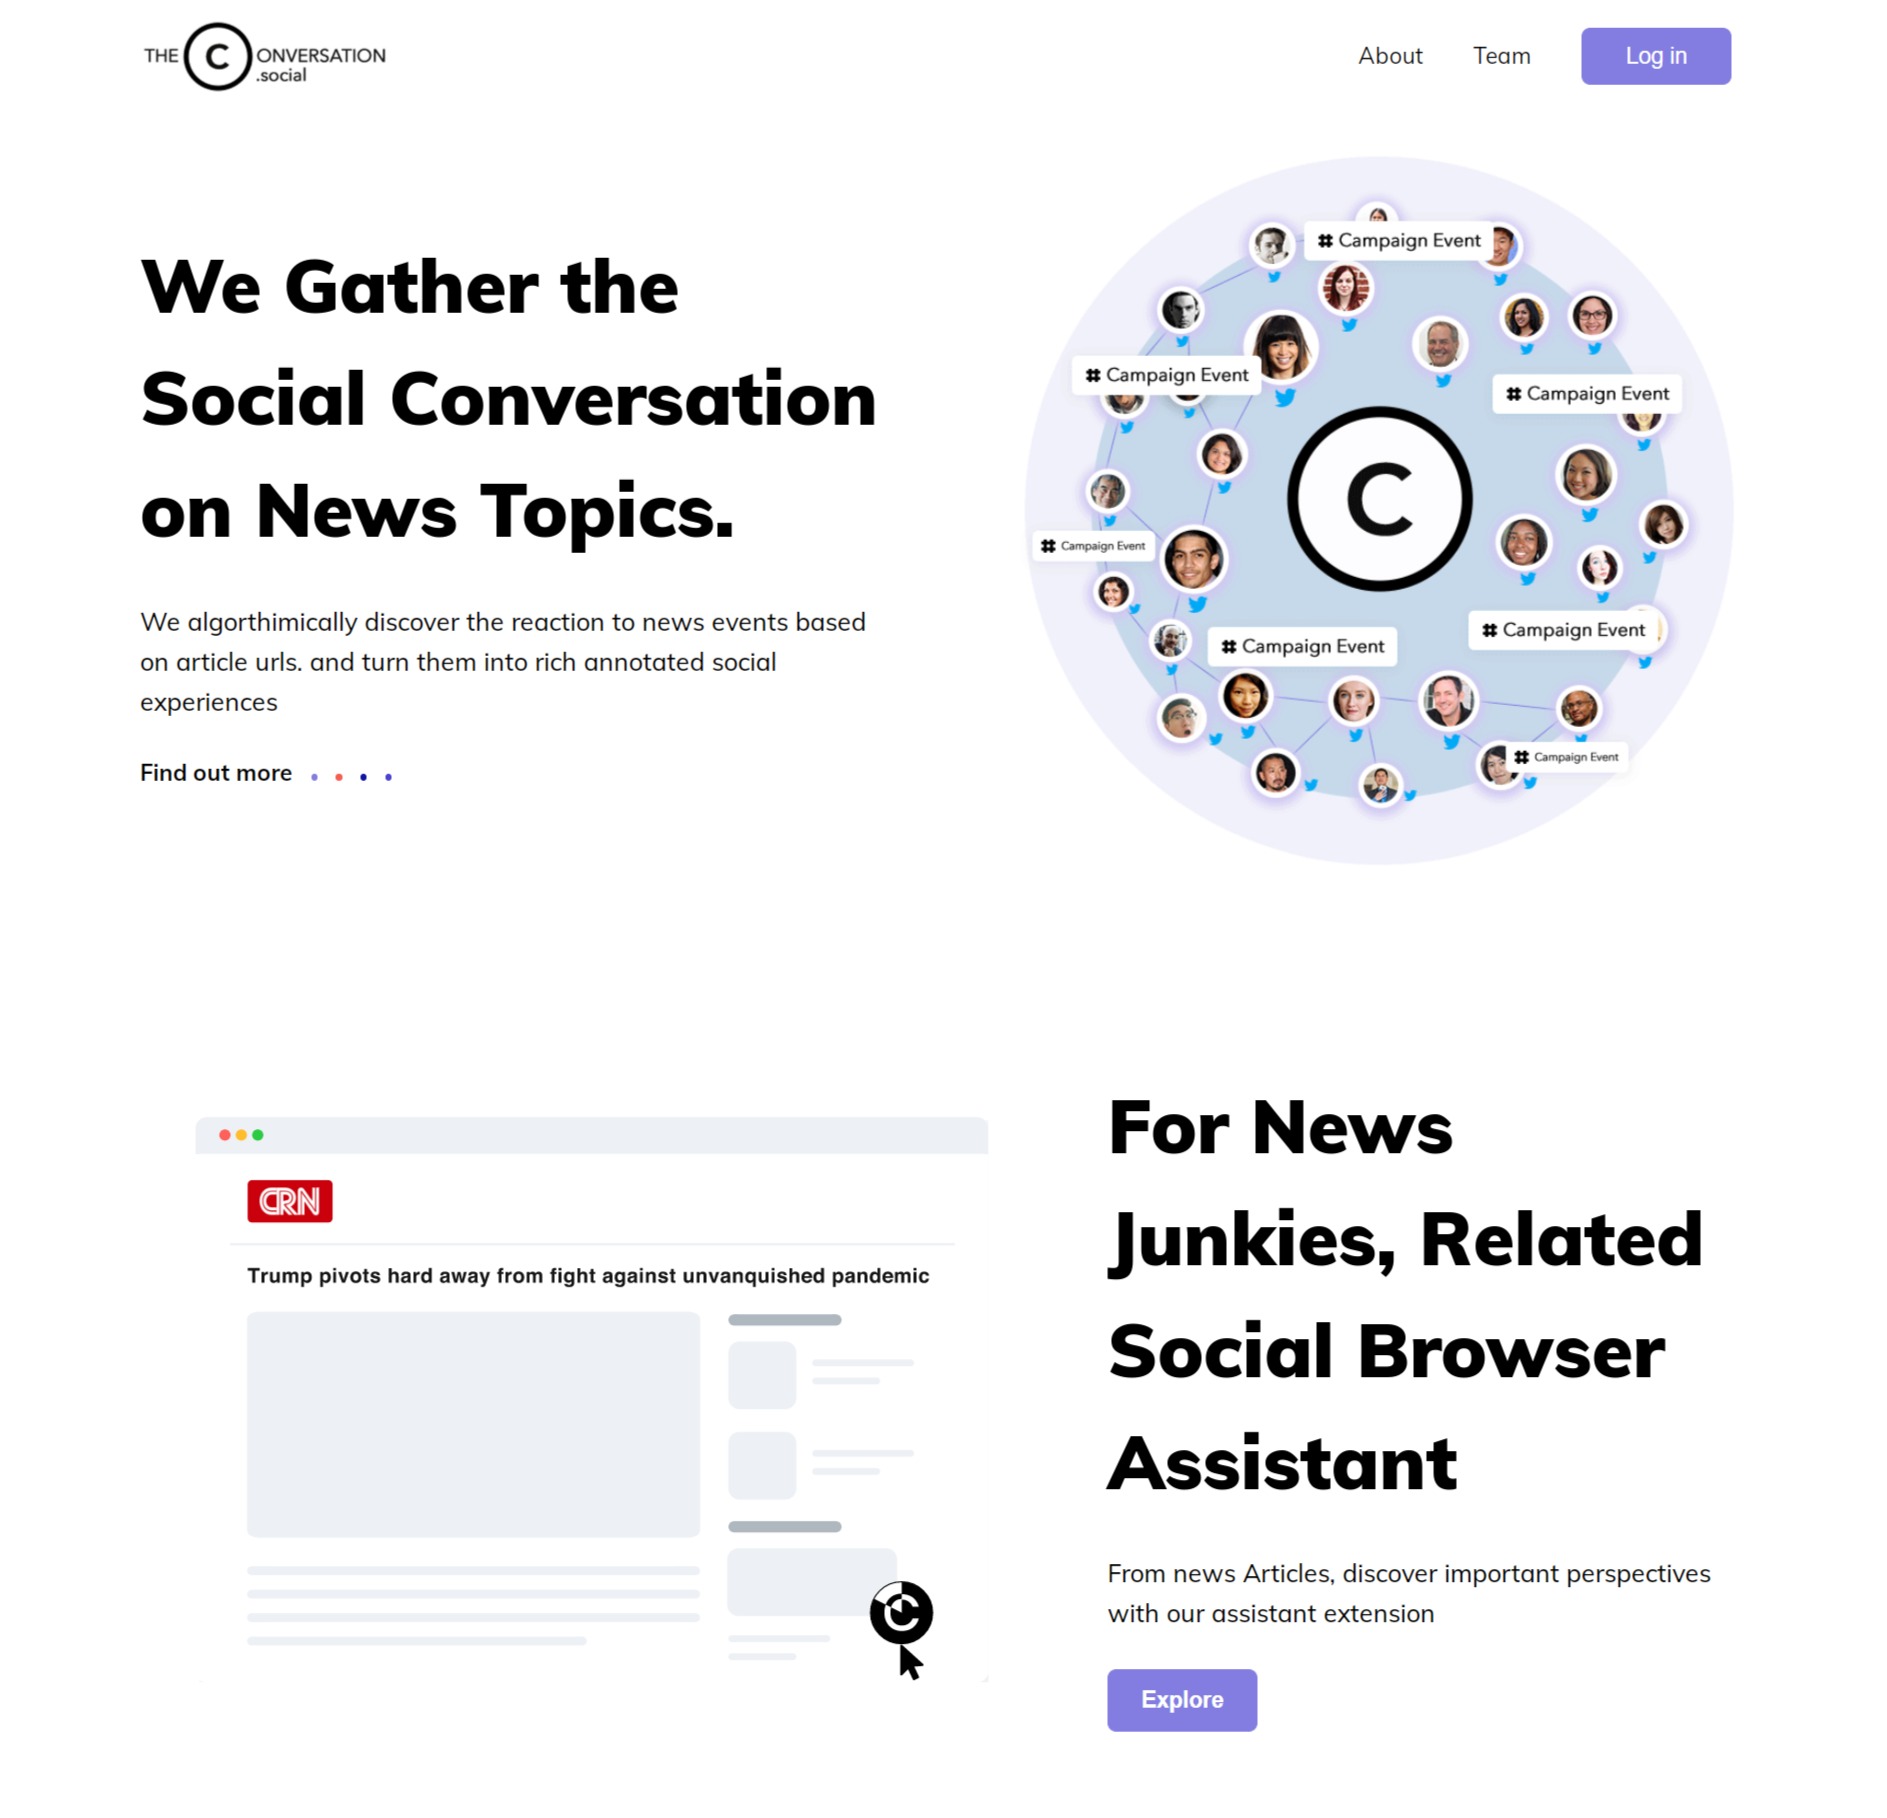 THE C ONVERSATION
.social
About
Team
Log in
We Gather the
Social Conversation
on News Topics.
We algorthimically discover the reaction to news events based
on article urls. and turn them into rich annotated social
experiences
Find out more
# Campaign Event
# Campaign Event
# Campaign Event
C
# Campaign Event
# Campaign Event
# Campaign Event
# Campaign Event
CRN
Trump pivots hard away from fight against unvanquished pandemic
C
For News
Junkies, Related
Social Browser
Assistant
From news Articles, discover important perspectives
with our assistant extension
Explore